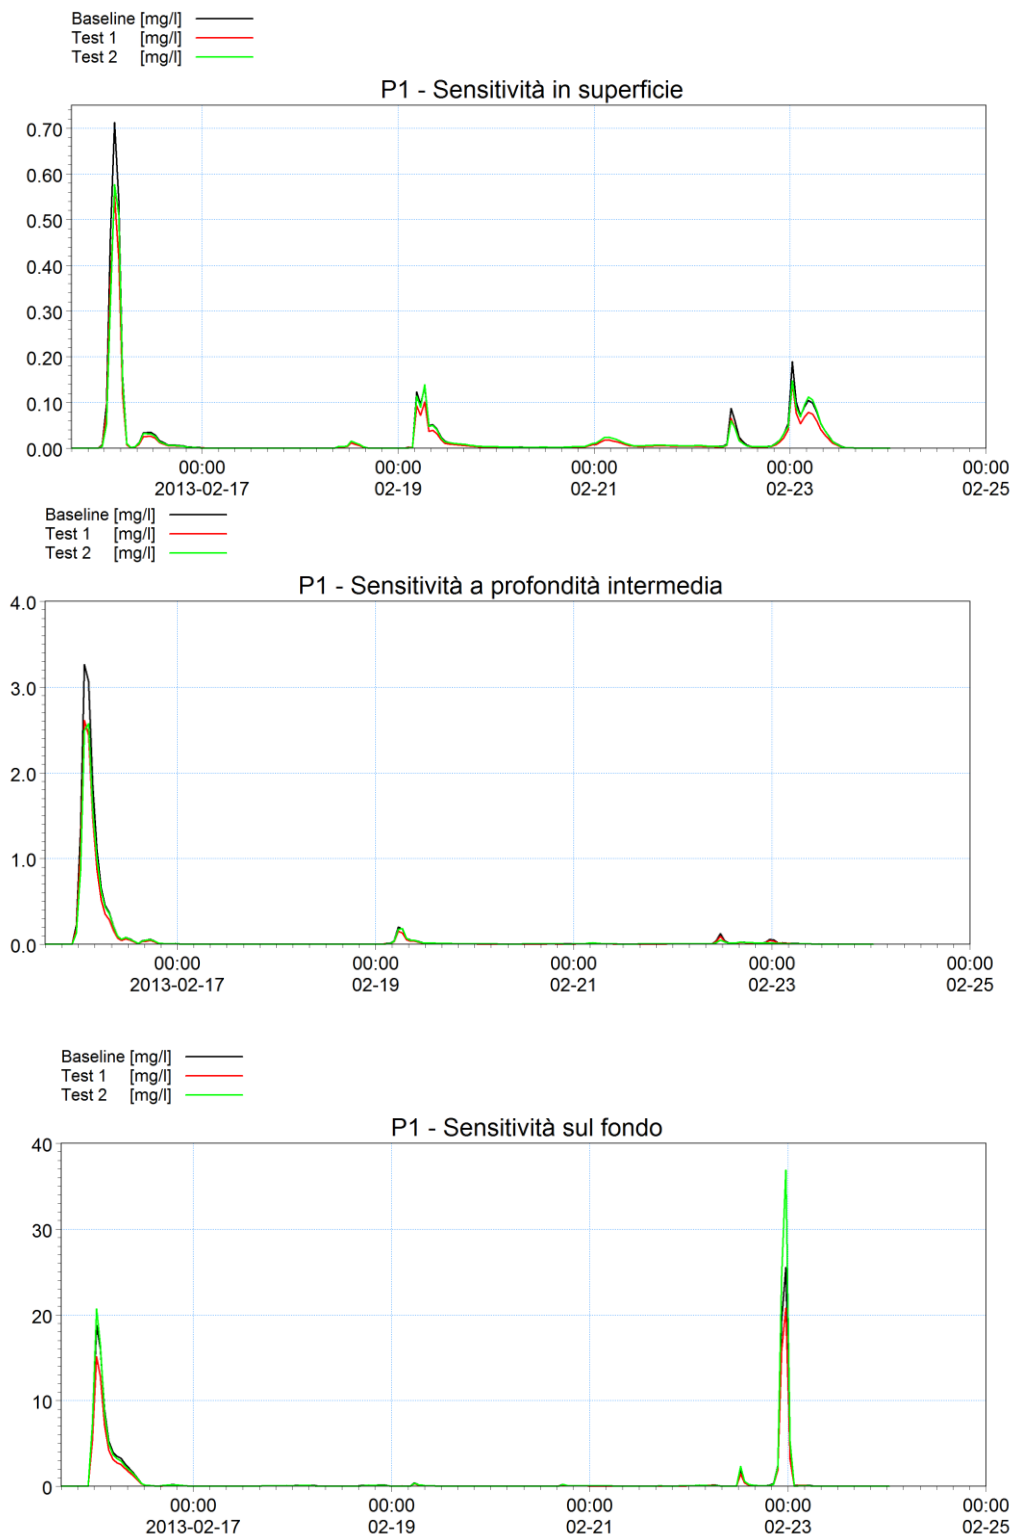 Baseline [mg/l]
Test 1 [mg/l]
Test 2 [mg/l]
P1 - Sensitività in superficie
0.70
0.60
0.50
0.40
0.30
0.20
0.10
0.00
00:00 00:00 00:00 00:00 00:00
2013-02-17 02-19 02-21 02-23 02-25
Baseline [mg/l]
Test 1 [mg/l]
Test 2 [mg/l]
P1 - Sensitività a profondità intermedia
4.0
3.0
2.0
1.0
0.0
00:00 00:00 00:00 00:00 00:00
2013-02-17 02-19 02-21 02-23 02-25
Baseline [mg/l]
Test 1 [mg/l]
Test 2 [mg/l]
P1 - Sensitività sul fondo
40
30
20
10
0
00:00 00:00 00:00 00:00 00:00
2013-02-17 02-19 02-21 02-23 02-25